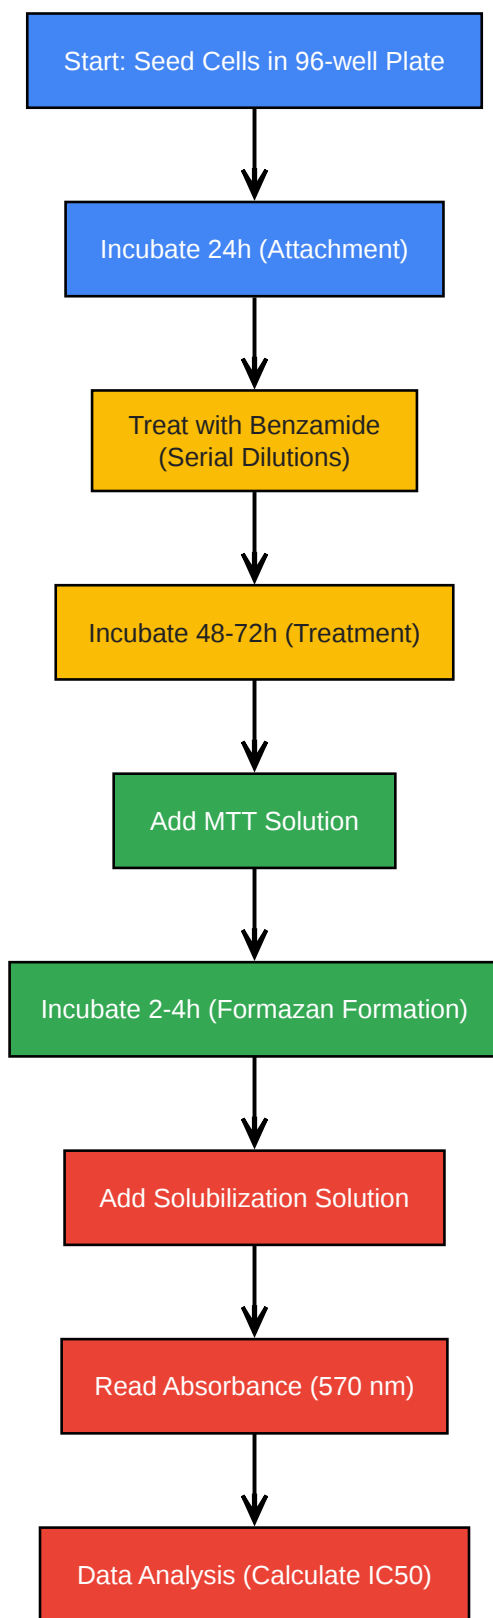 Start: Seed Cells in 96-well Plate
Incubate 24h (Attachment)
Treat with Benzamide
(Serial Dilutions)
Incubate 48-72h (Treatment)
Add MTT Solution
Incubate 2-4h (Formazan Formation)
Add Solubilization Solution
Read Absorbance (570 nm)
Data Analysis (Calculate IC50)